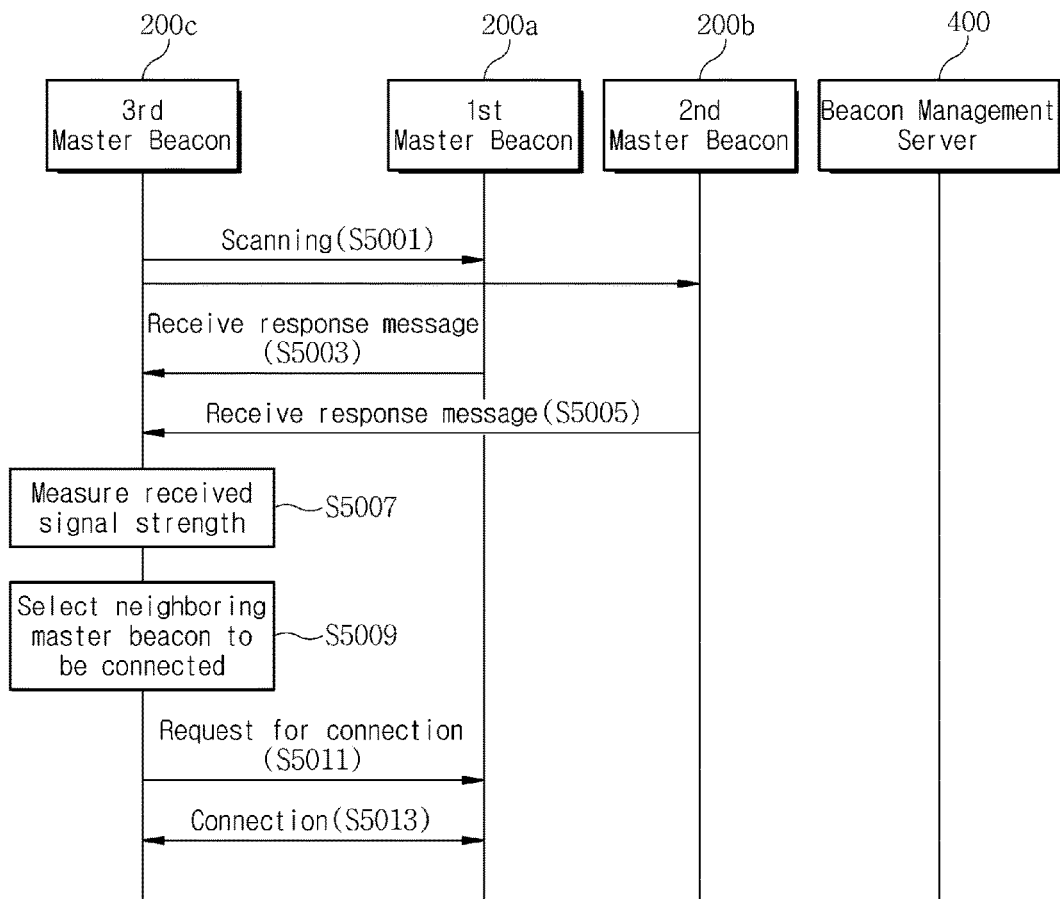 200c
200a
200b
400
3rd
Master Beacon
1st
Master Beacon
2nd
Master Beacon
Beacon Management
Server
Scanning(S5001)
Receive response message
(S5003)
Receive response message(S5005)
Measure received
signal strength
S5007
Select neighboring
master beacon to
be connected
S5009
Request for connection
(S5011)
Connection(S5013)